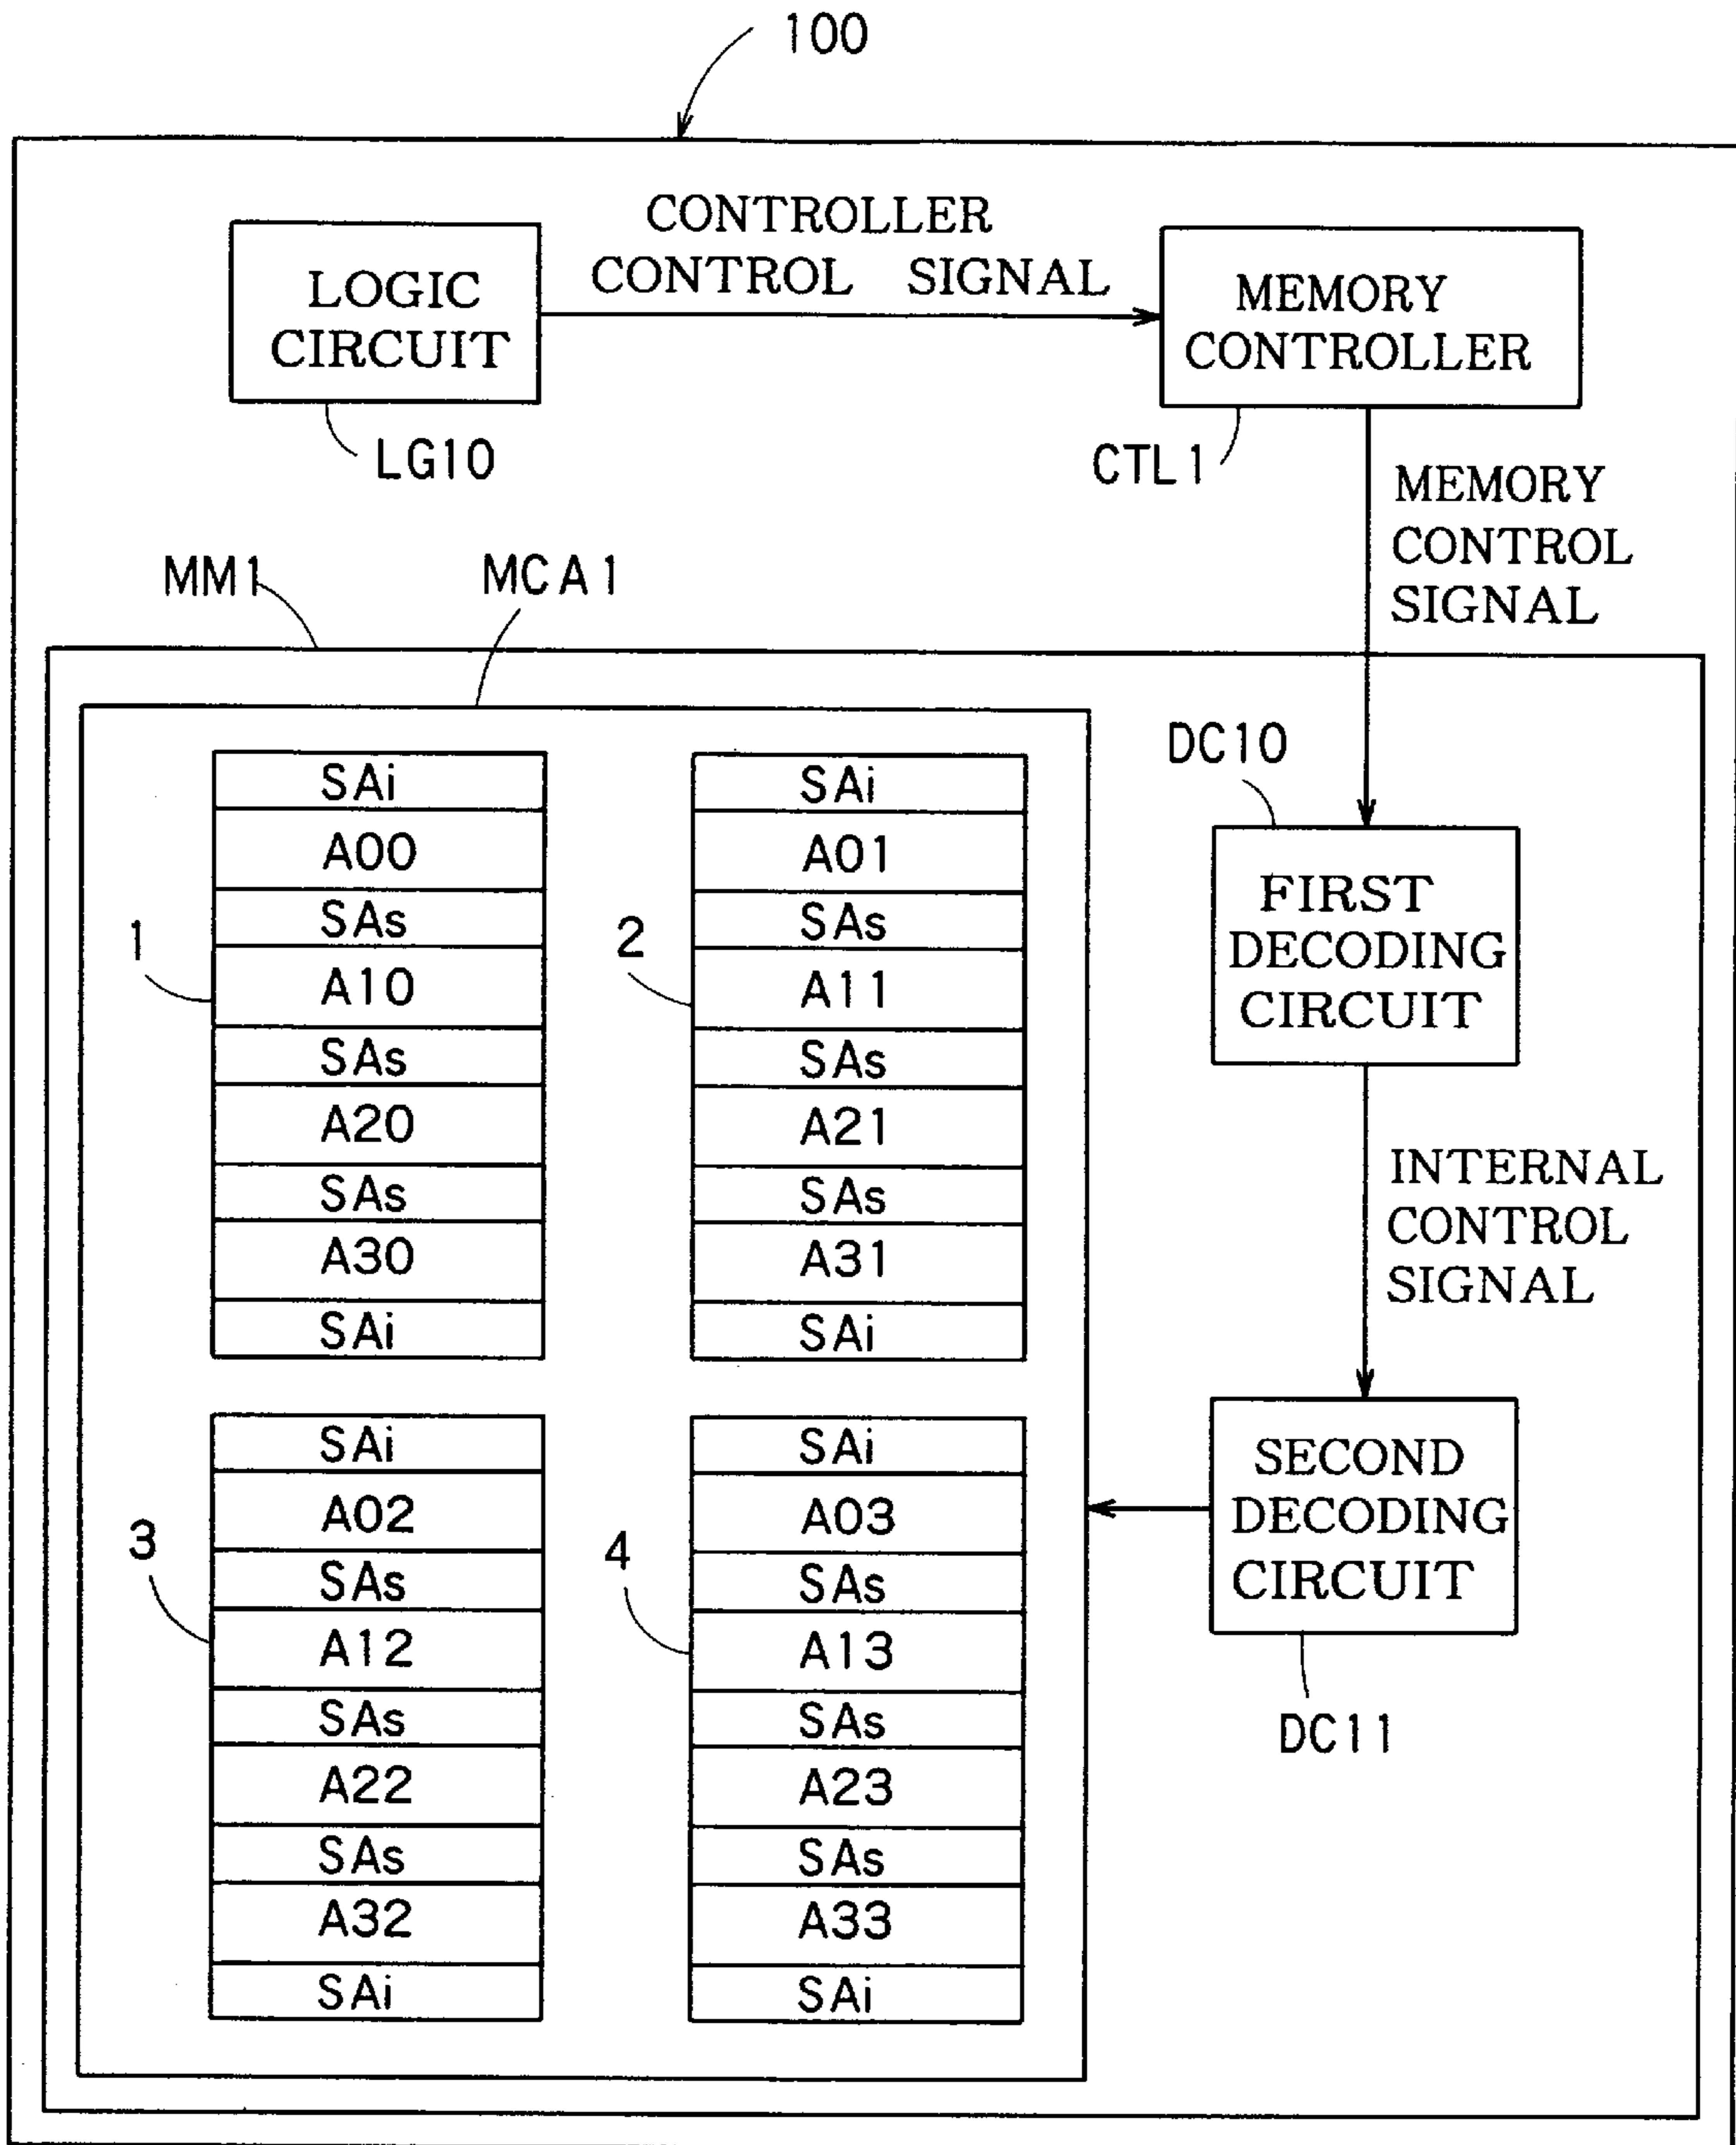 100
CONTROLLER
CONTROL SIGNAL
LOGIC
CIRCUIT
MEMORY
CONTROLLER
LG10
CTL1
MEMORY
CONTROL
SIGNAL
MM1
MCA1
DC10
SAi
A00
SAs
1
A10
SAs
A20
SAs
A30
SAi
SAi
A01
SAs
2
A11
SAs
A21
SAs
A31
SAi
FIRST
DECODING
CIRCUIT
INTERNAL
CONTROL
SIGNAL
SAi
A02
3
SAs
A12
SAs
A22
SAs
A32
SAi
SAi
A03
4
SAs
A13
SAs
A23
SAs
A33
SAi
SECOND
DECODING
CIRCUIT
DC11